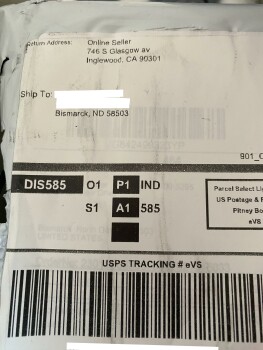 Return Address: Online Seller
746 S Glasgow av
Inglewood, CA 90301
Ship To:
Bismarck, ND 58503
901_C
DIS585 O1 P1 IND
S1 A1 585
Parcel Select Lig
US Postage & F
Pitney Bo
eVS
USPS TRACKING # eVS